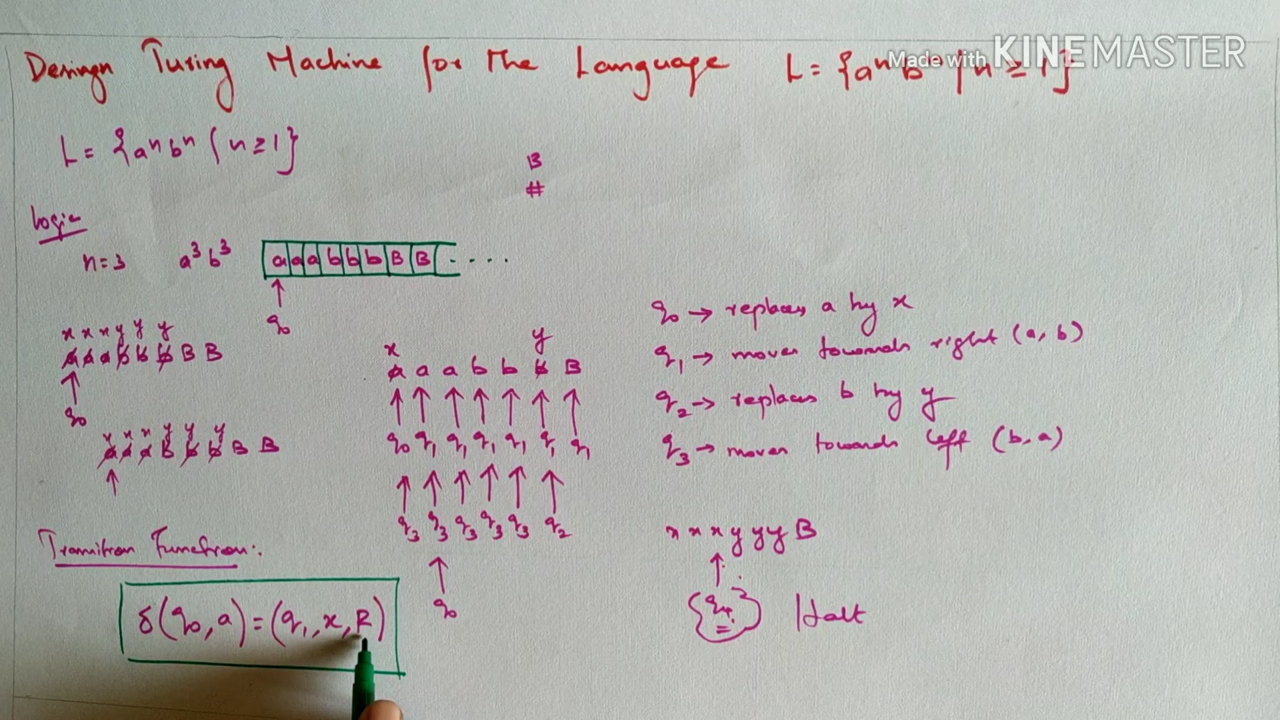 Design Turing Machine for the Language L = {aⁿb | n ≥ 1}
Made with KINEMASTER
L = {aⁿbⁿ | n ≥ 1}
B
#
Logic
n=3 a³b³ a a a b b b B B ....
q₀
x x x y y y
a a a b b b B B
q₀
x x x y y y
a a a b b b B B
x y
a a a b b b B
q₀ q₁ q₁ q₁ q₁ q₁ q₁
q₃ q₃ q₃ q₃ q₃ q₂
q₀
q₀ → replaces a by x
q₁ → moves towards right (a, b)
q₂ → replaces b by y
q₃ → moves towards left (b, a)
x x x y y y B
{q₄} Halt
Transition Function:.
δ(q₀, a) = (q₁, x, R)